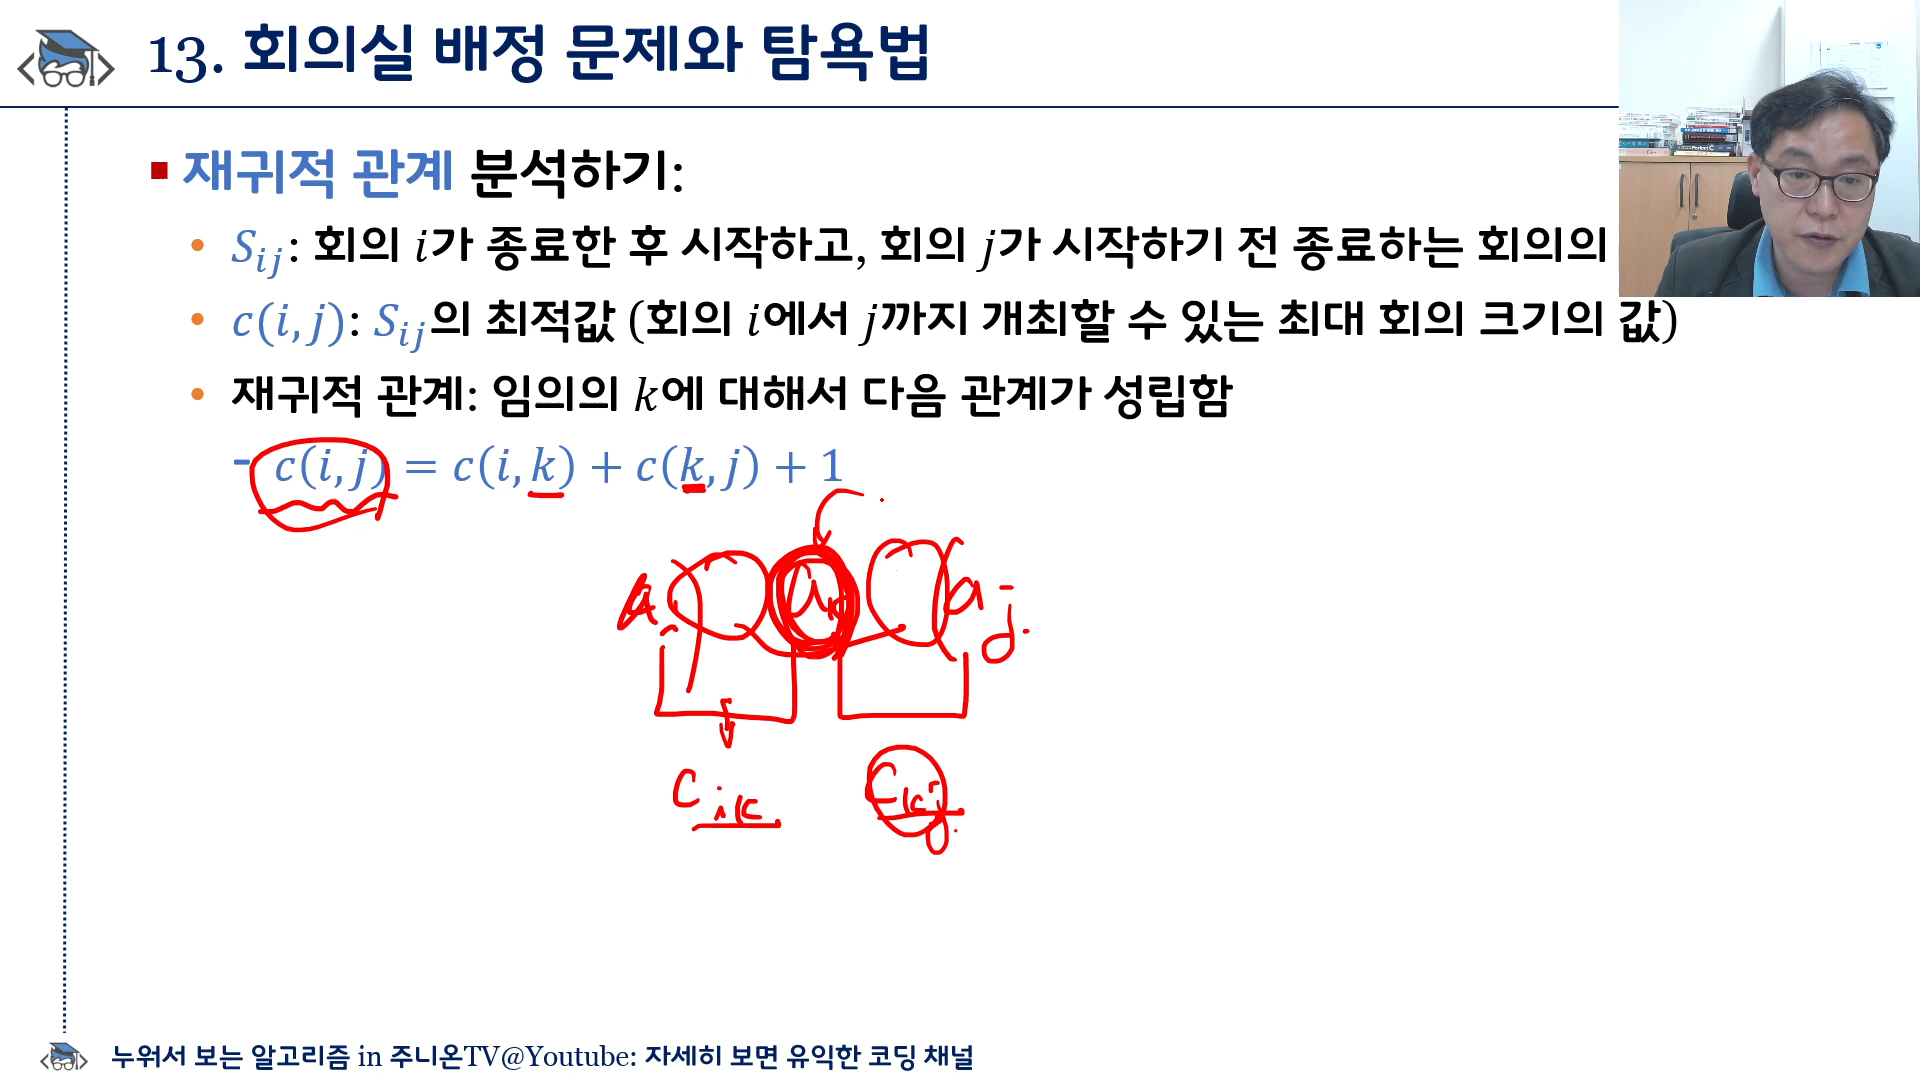 13. 회의실 배정 문제와 탐욕법
재귀적 관계 분석하기:
S_ij: 회의 i가 종료한 후 시작하고, 회의 j가 시작하기 전 종료하는 회의의
c(i, j): S_ij의 최적값 (회의 i에서 j까지 개최할 수 있는 최대 회의 크기의 값)
재귀적 관계: 임의의 k에 대해서 다음 관계가 성립함
- c(i, j) = c(i, k) + c(k, j) + 1
a_i a_k a_j
C_ik C_kj
누워서 보는 알고리즘 in 주니온TV@Youtube: 자세히 보면 유익한 코딩 채널